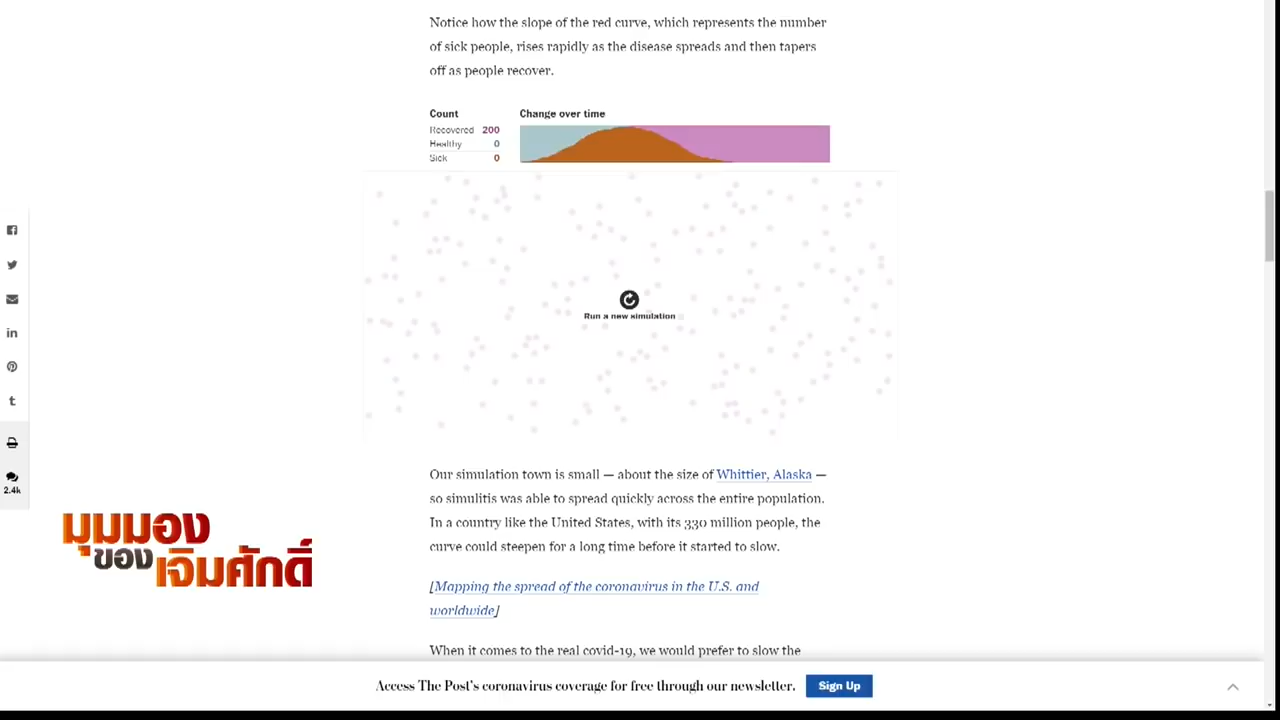 Notice how the slope of the red curve, which represents the number
of sick people, rises rapidly as the disease spreads and then tapers
off as people recover.
Count
Recovered 200
Healthy 0
Sick 0
Change over time
Run a new simulation
Our simulation town is small — about the size of Whittier, Alaska —
so simulitis was able to spread quickly across the entire population.
In a country like the United States, with its 330 million people, the
curve could steepen for a long time before it started to slow.
[Mapping the spread of the coronavirus in the U.S. and
worldwide]
When it comes to the real covid-19, we would prefer to slow the
2.4k
มุมมอง
ของเจิมศักดิ์
Access The Post's coronavirus coverage for free through our newsletter.
Sign Up